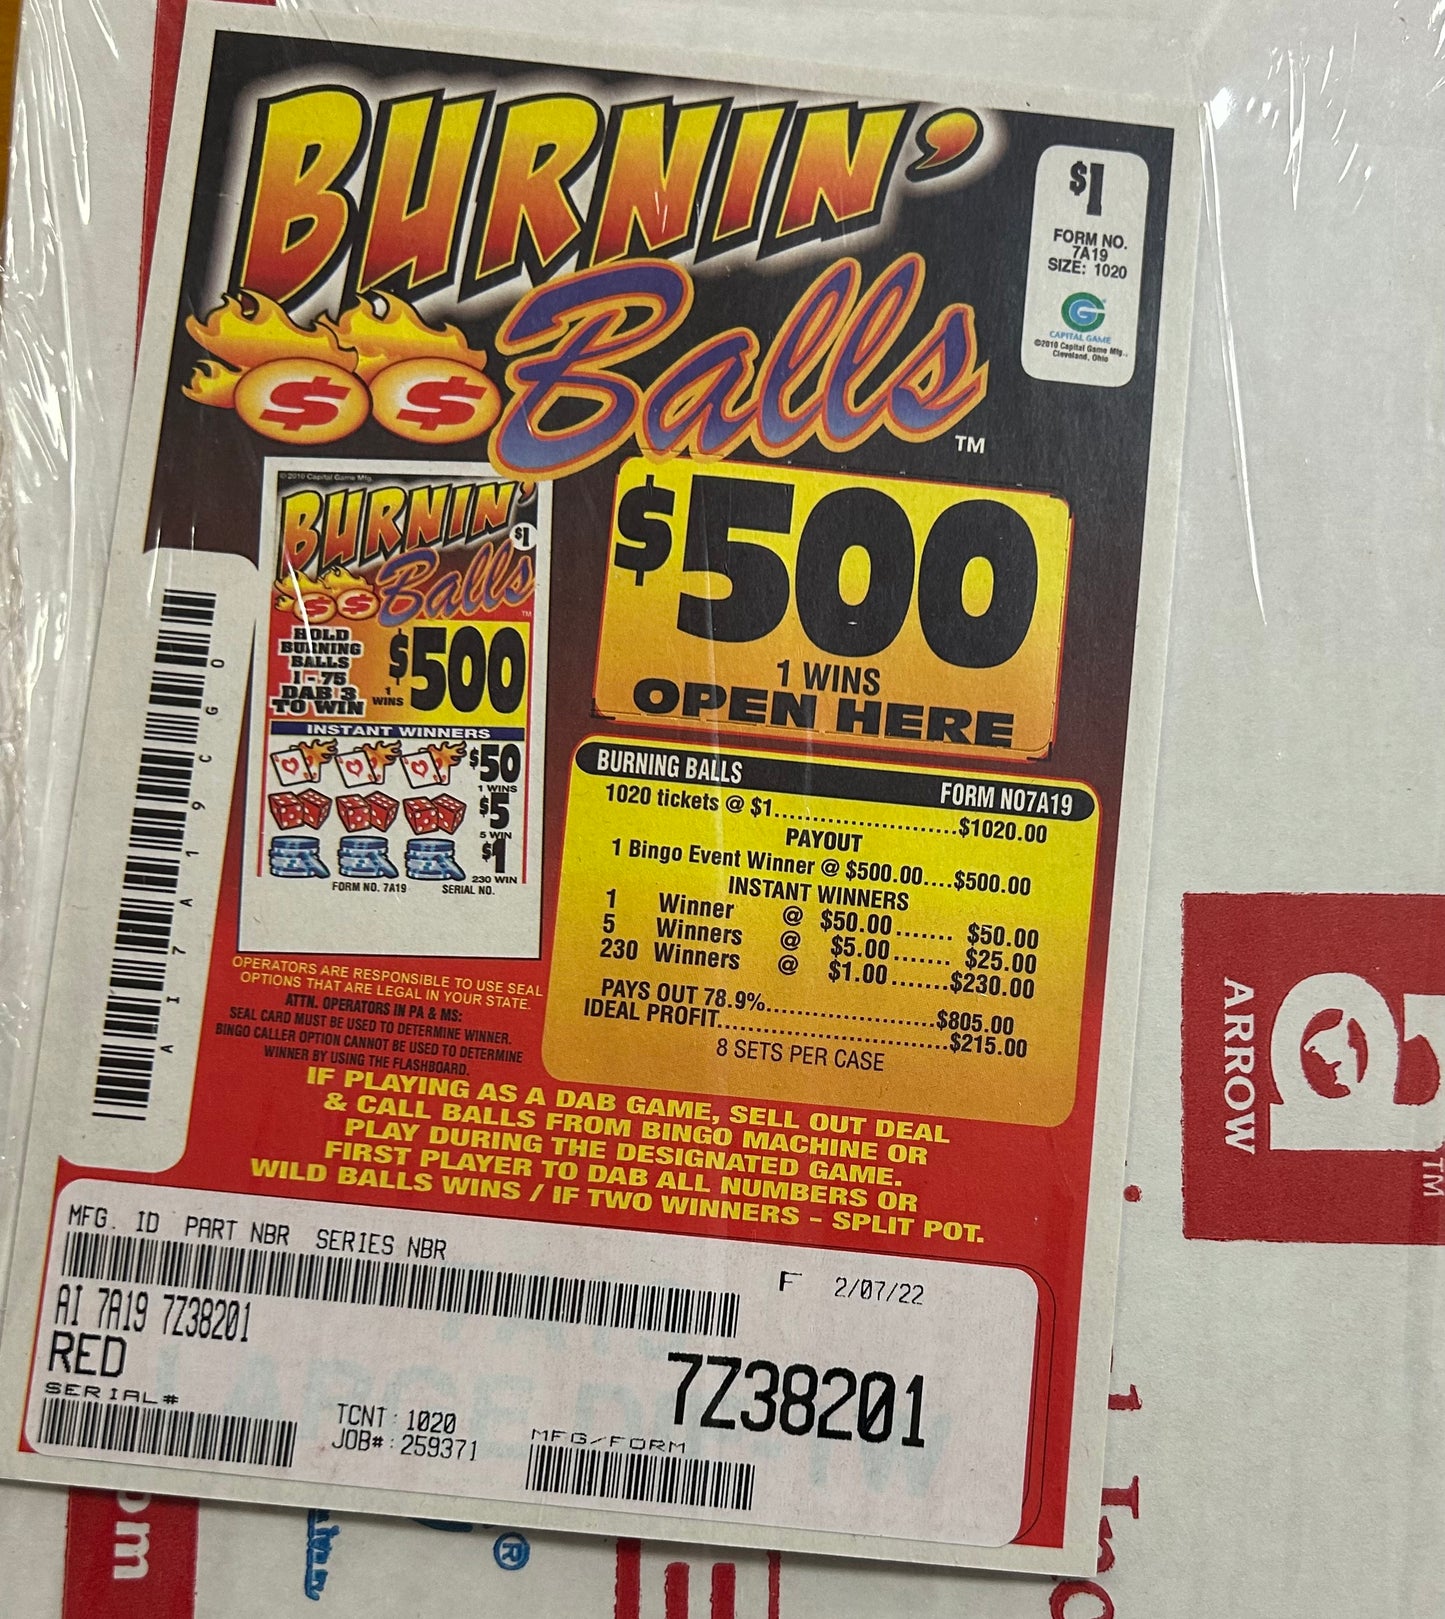 BURNIN'
Balls
TM
$1
FORM NO.
7A19
SIZE: 1020
CAPITAL GAME
©2010 Capital Game Mfg.,
Cleveland, Ohio
$500
1 WINS
OPEN HERE
©2010 Capital Game Mfg.
BURNIN'
$1
Balls
TM
HOLD
BURNING
BALLS
1 - 75
DAB 3
TO WIN
1
WINS
$500
INSTANT WINNERS
$50
1 WINS
$5
5 WIN
$1
230 WIN
FORM NO. 7A19 SERIAL NO.
BURNING BALLS FORM NO7A19
1020 tickets @ $1........................$1020.00
PAYOUT
1 Bingo Event Winner @ $500.00....$500.00
INSTANT WINNERS
1 Winner @ $50.00....... $50.00
5 Winners @ $5.00....... $25.00
230 Winners @ $1.00.......$230.00
PAYS OUT 78.9%......................$805.00
IDEAL PROFIT..............................$215.00
8 SETS PER CASE
OPERATORS ARE RESPONSIBLE TO USE SEAL
OPTIONS THAT ARE LEGAL IN YOUR STATE.
ATTN. OPERATORS IN PA & MS:
SEAL CARD MUST BE USED TO DETERMINE WINNER.
BINGO CALLER OPTION CANNOT BE USED TO DETERMINE
WINNER BY USING THE FLASHBOARD.
IF PLAYING AS A DAB GAME, SELL OUT DEAL
& CALL BALLS FROM BINGO MACHINE OR
PLAY DURING THE DESIGNATED GAME.
FIRST PLAYER TO DAB ALL NUMBERS OR
WILD BALLS WINS / IF TWO WINNERS - SPLIT POT.
A I 7 A 1 9 C G 0
MFG. ID PART NBR SERIES NBR
F 2/07/22
AI 7A19 7Z38201
RED
7Z38201
SERIAL#
TCNT: 1020
JOB#: 259371
MFG/FORM
ARROW
TM
om
®